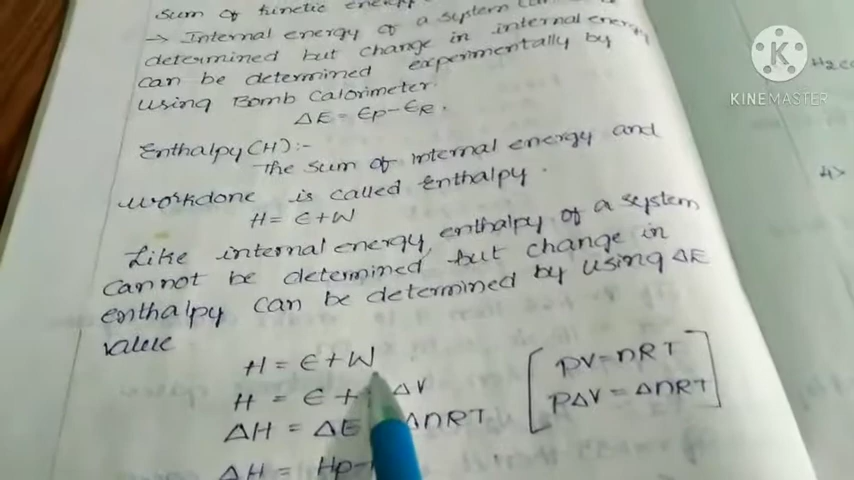 Sum of kinetic energy
→ Internal energy of a system
determined but change in internal energy
can be determined experimentally by
using Bomb Calorimeter.
ΔE = EP - ER.
Enthalpy (H) :-
The sum of internal energy and
workdone is called Enthalpy.
H = E + W
Like internal energy, enthalpy of a system
cannot be determined, but change in
enthalpy can be determined by using ΔE
value
H = E + W
H = E + ΔV
ΔH = ΔE ΔnRT
ΔH = Hp-
PV = nRT
PΔV = ΔnRT
KINEMASTER